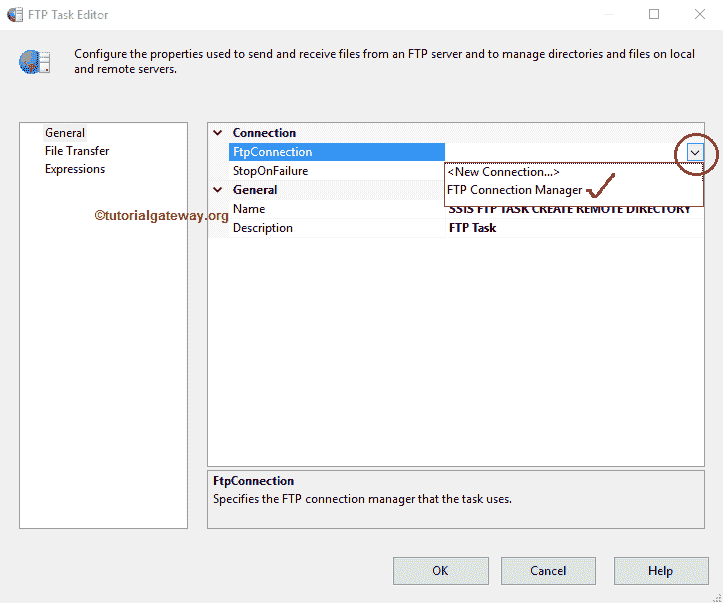 FTP Task Editor
Configure the properties used to send and receive files from an FTP server and to manage directories and files on local
and remote servers.
General
File Transfer
Expressions
©tutorialgateway.org
Connection
FtpConnection
StopOnFailure
<New Connection...>
FTP Connection Manager
General
Name SSIS FTP TASK CREATE REMOTE DIRECTORY
Description FTP Task
FtpConnection
Specifies the FTP connection manager that the task uses.
OK Cancel Help